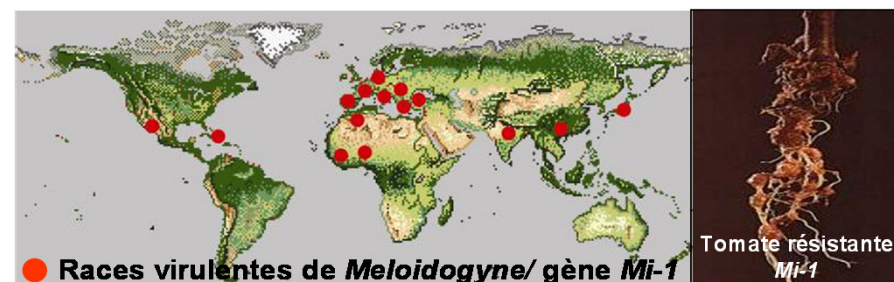 Races virulentes de Meloidogyne/ gène Mi-1
Tomate résistante
Mi-1